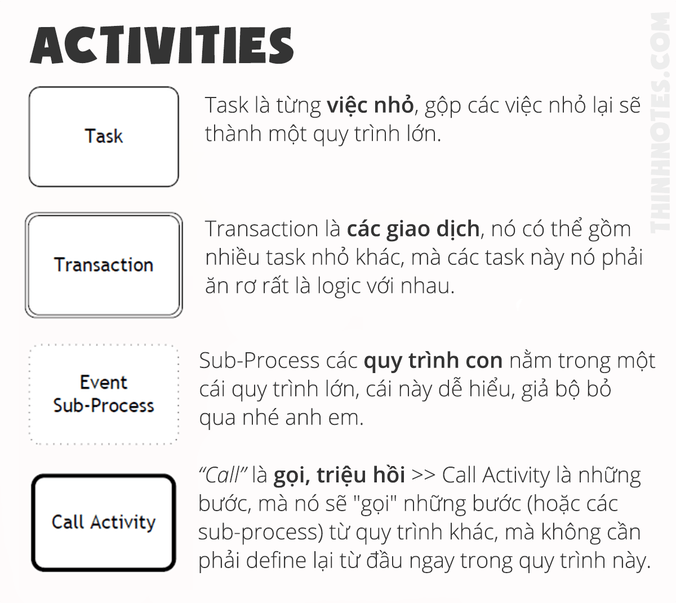 ACTIVITIES
Task
Task là từng việc nhỏ, gộp các việc nhỏ lại sẽ
thành một quy trình lớn.
Transaction
Transaction là các giao dịch, nó có thể gồm
nhiều task nhỏ khác, mà các task này nó phải
ăn rơ rất là logic với nhau.
Event
Sub-Process
Sub-Process các quy trình con nằm trong một
cái quy trình lớn, cái này dễ hiểu, giả bộ bỏ
qua nhé anh em.
Call Activity
“Call” là gọi, triệu hồi >> Call Activity là những
bước, mà nó sẽ "gọi" những bước (hoặc các
sub-process) từ quy trình khác, mà không cần
phải define lại từ đầu ngay trong quy trình này.
THINHNOTES.COM